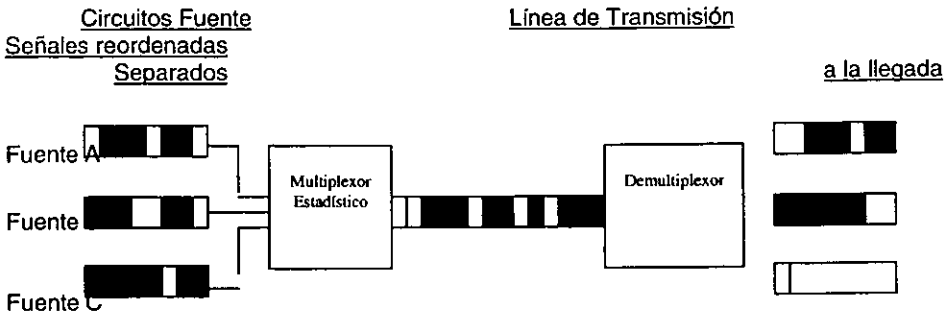 Circuitos Fuente
Línea de Transmisión
Señales reordenadas
Separados
a la llegada
Fuente A
Multiplexor
Estadístico
Demultiplexor
Fuente
Fuente C